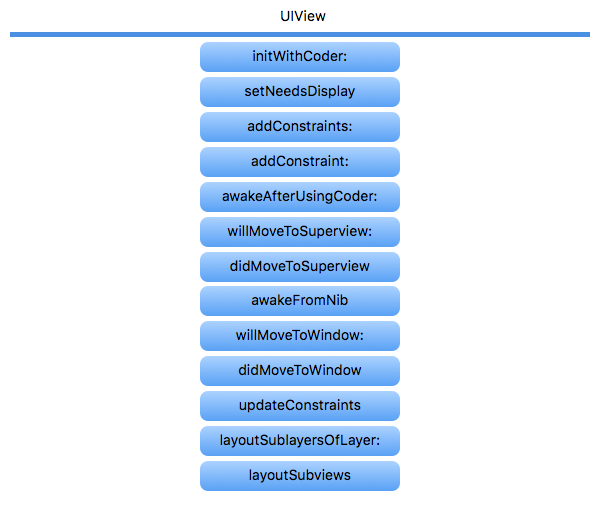 UIView
initWithCoder:
setNeedsDisplay
addConstraints:
addConstraint:
awakeAfterUsingCoder:
willMoveToSuperview:
didMoveToSuperview
awakeFromNib
willMoveToWindow:
didMoveToWindow
updateConstraints
layoutSublayersOfLayer:
layoutSubviews